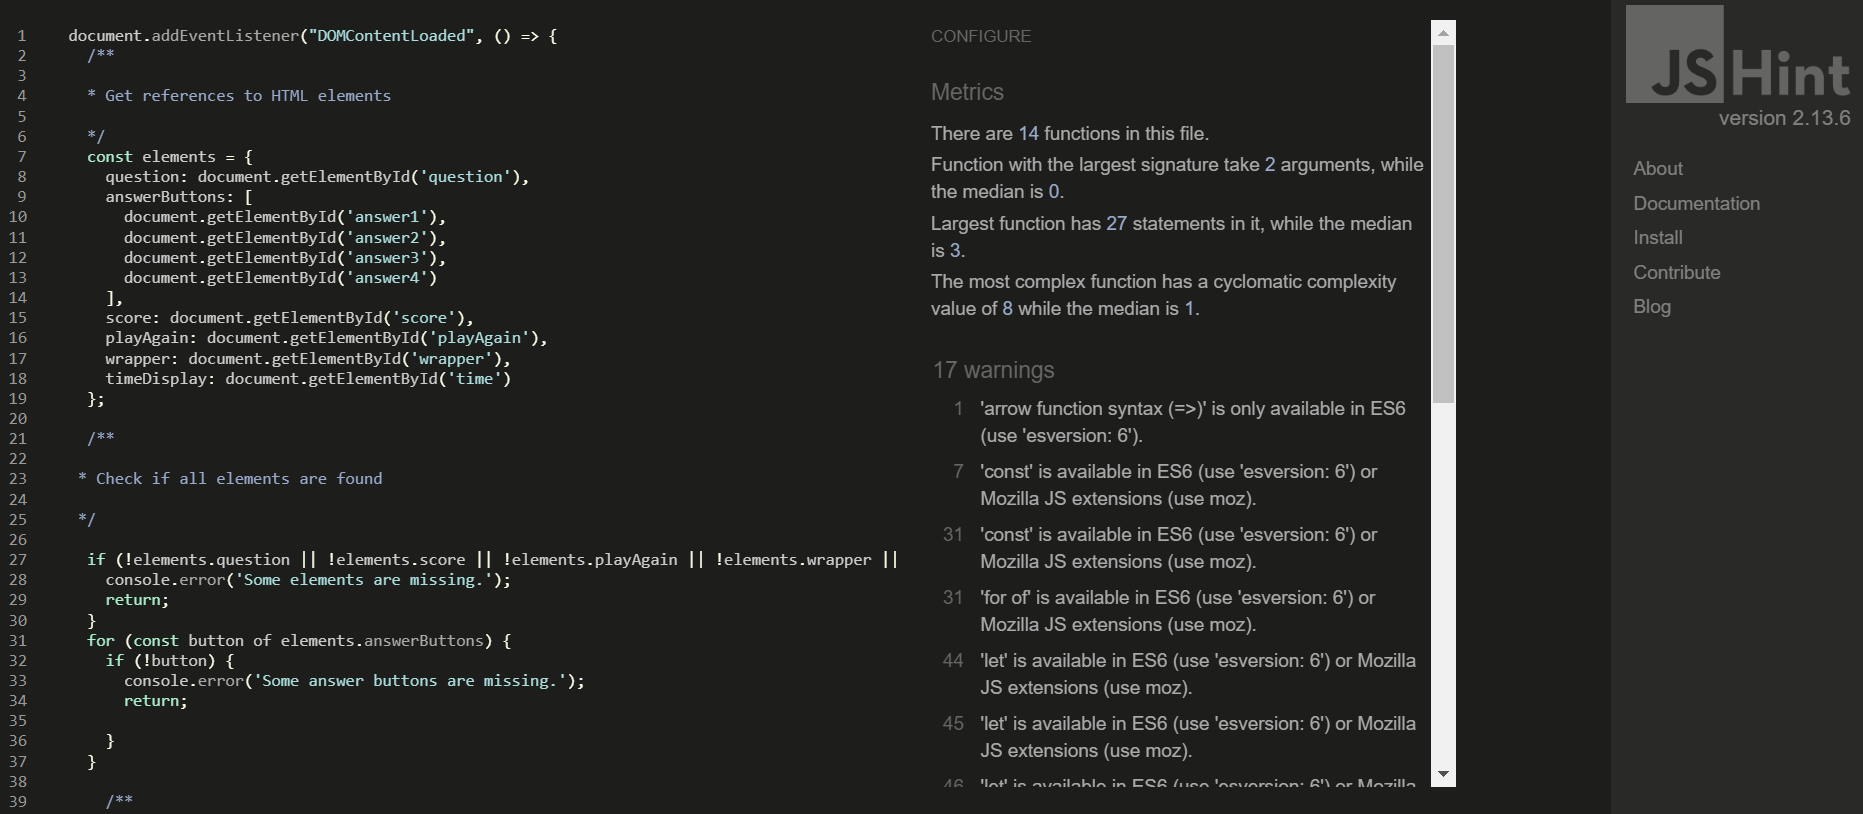 1 document.addEventListener("DOMContentLoaded", () => {
2 /**
3
4 * Get references to HTML elements
5
6 */
7 const elements = {
8 question: document.getElementById('question'),
9 answerButtons: [
10 document.getElementById('answer1'),
11 document.getElementById('answer2'),
12 document.getElementById('answer3'),
13 document.getElementById('answer4')
14 ],
15 score: document.getElementById('score'),
16 playAgain: document.getElementById('playAgain'),
17 wrapper: document.getElementById('wrapper'),
18 timeDisplay: document.getElementById('time')
19 };
20
21 /**
22
23 * Check if all elements are found
24
25 */
26
27 if (!elements.question || !elements.score || !elements.playAgain || !elements.wrapper ||
28 console.error('Some elements are missing.');
29 return;
30 }
31 for (const button of elements.answerButtons) {
32 if (!button) {
33 console.error('Some answer buttons are missing.');
34 return;
35
36 }
37 }
38
39 /**
CONFIGURE
Metrics
There are 14 functions in this file.
Function with the largest signature take 2 arguments, while
the median is 0.
Largest function has 27 statements in it, while the median
is 3.
The most complex function has a cyclomatic complexity
value of 8 while the median is 1.
17 warnings
1 'arrow function syntax (=>)' is only available in ES6
(use 'esversion: 6').
7 'const' is available in ES6 (use 'esversion: 6') or
Mozilla JS extensions (use moz).
31 'const' is available in ES6 (use 'esversion: 6') or
Mozilla JS extensions (use moz).
31 'for of' is available in ES6 (use 'esversion: 6') or
Mozilla JS extensions (use moz).
44 'let' is available in ES6 (use 'esversion: 6') or Mozilla
JS extensions (use moz).
45 'let' is available in ES6 (use 'esversion: 6') or Mozilla
JS extensions (use moz).
46 'let' is available in ES6 (use 'esversion: 6') or Mozilla
JSHint
version 2.13.6
About
Documentation
Install
Contribute
Blog